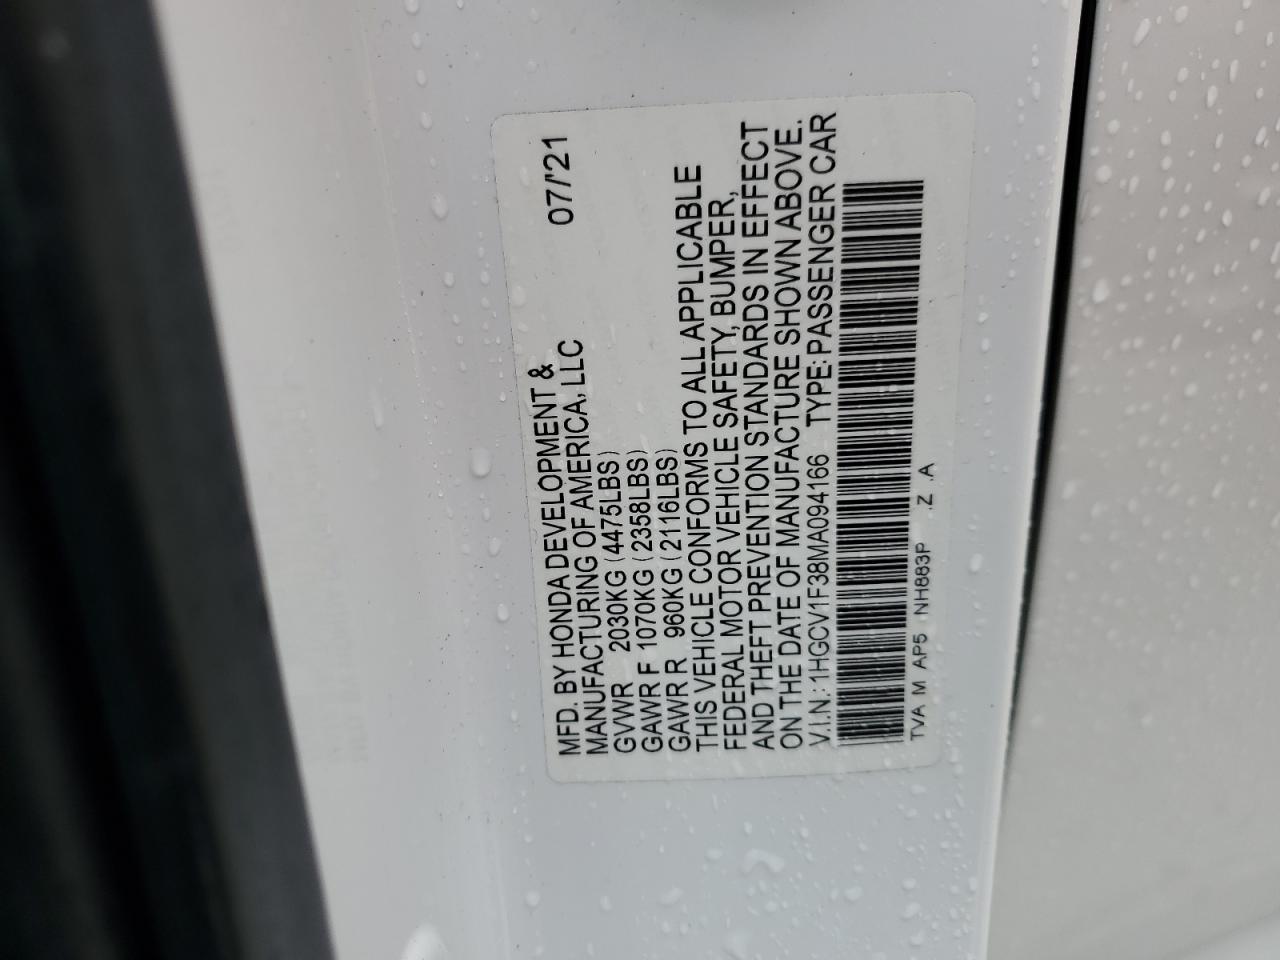 MFD. BY HONDA DEVELOPMENT &
MANUFACTURING OF AMERICA, LLC 07/'21
GVWR 2030KG (4475LBS)
GAWR F 1070KG (2358LBS)
GAWR R 960KG (2116LBS)
THIS VEHICLE CONFORMS TO ALL APPLICABLE
FEDERAL MOTOR VEHICLE SAFETY, BUMPER,
AND THEFT PREVENTION STANDARDS IN EFFECT
ON THE DATE OF MANUFACTURE SHOWN ABOVE.
V.I.N.: 1HGCV1F38MA094166 TYPE: PASSENGER CAR
TVA M AP5 NH883P .Z .A